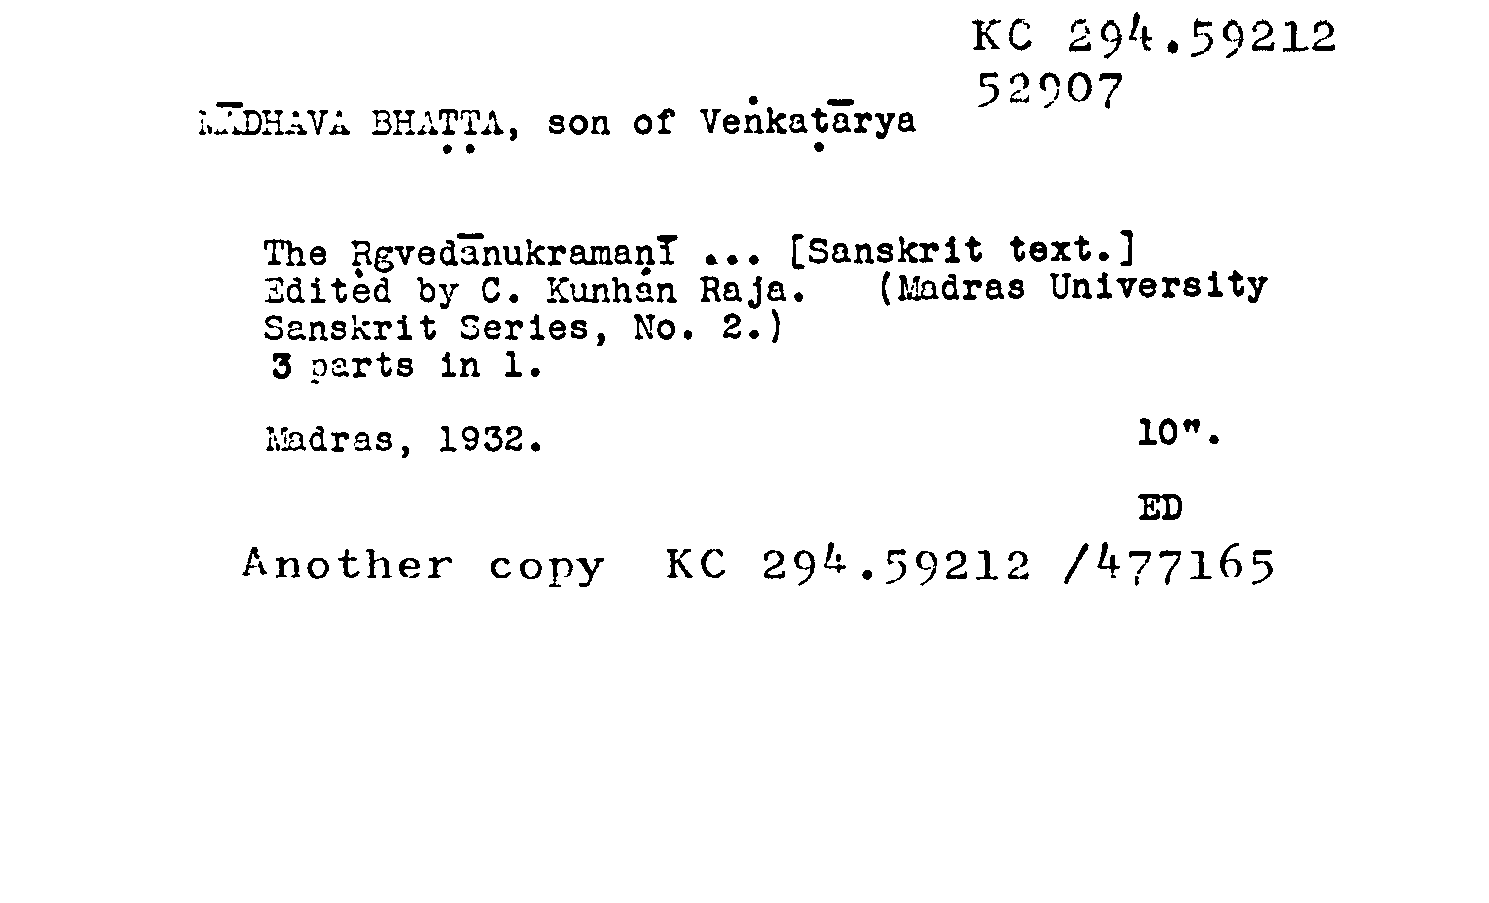 KC 294.59212
52907
MĀDHAVA BHAṬṬA, son of Veṅkaṭārya
The Ṛgvedānukramaṇī ... [Sanskrit text.]
Edited by C. Kunhan Raja. (Madras University
Sanskrit Series, No. 2.)
3 parts in 1.
Madras, 1932. 10".
ED
Another copy KC 294.59212 /477165